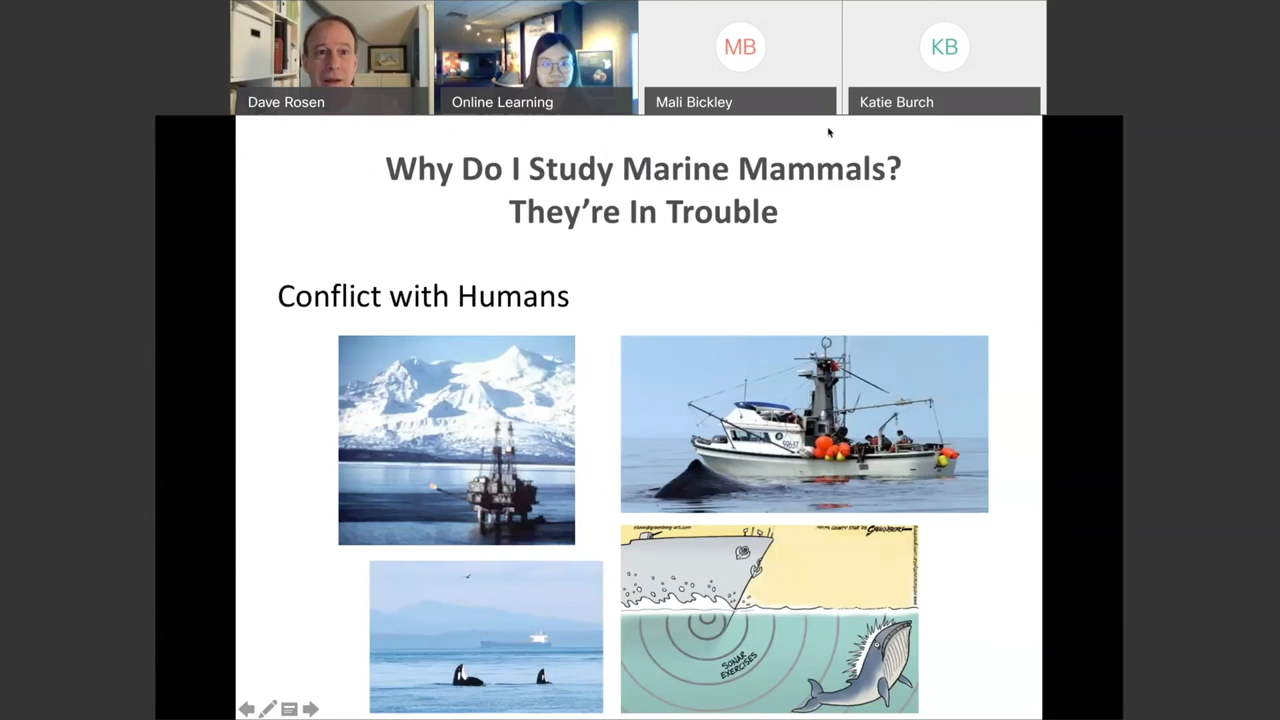 MB
KB
Dave Rosen
Online Learning
Mali Bickley
Katie Burch
Why Do I Study Marine Mammals?
They’re In Trouble
Conflict with Humans
SONAR
EXERCISES